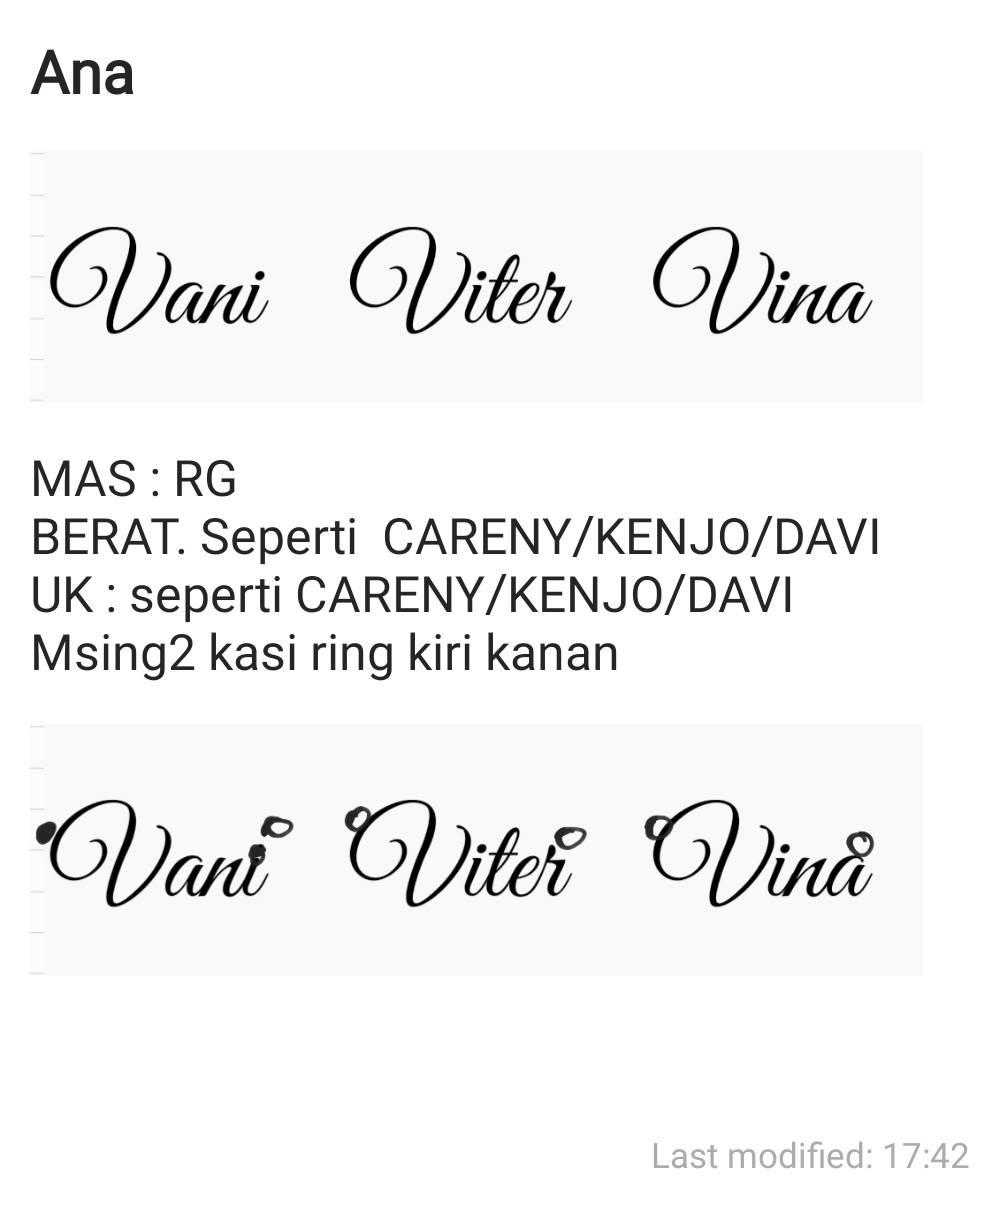 Ana
Vani Viter Vina
MAS : RG
BERAT. Seperti  CARENY/KENJO/DAVI
UK : seperti CARENY/KENJO/DAVI
Msing2 kasi ring kiri kanan
Vani Viter Vina
Last modified: 17:42